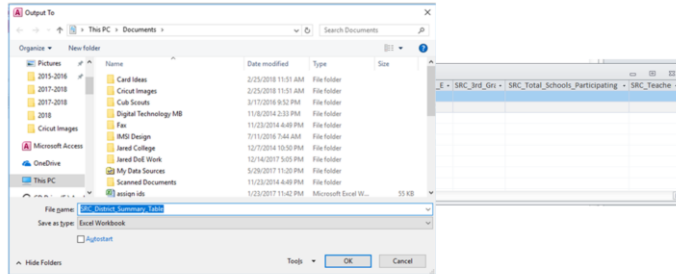 Output To
This PC > Documents >
Search Documents
Organize
New folder
Pictures
2015-2016
2017-2018
2017-2018
2018
Cricut Images
Microsoft Access
OneDrive
This PC
Name Date modified Type Size
Card Ideas 2/25/2018 11:51 AM File folder
Cricut Images 2/25/2018 11:51 AM File folder
Cub Scouts 3/17/2016 9:52 PM File folder
Digital Technology MB 11/8/2014 2:33 PM File folder
Fax 11/23/2014 4:49 PM File folder
IMSI Design 7/11/2016 7:44 AM File folder
Jared College 12/7/2014 10:50 PM File folder
Jared DoE Work 12/14/2017 5:05 PM File folder
My Data Sources 5/29/2017 11:20 PM File folder
Scanned Documents 11/23/2014 4:49 PM File folder
assign ids 1/23/2017 11:42 PM Microsoft Excel W... 55 KB
_E SRC_3rd_Gra SRC_Total_Schools_Participating SRC_Teache
File name: SRC_District_Summary_Table
Save as type: Excel Workbook
Autostart
Hide Folders
Tools OK Cancel